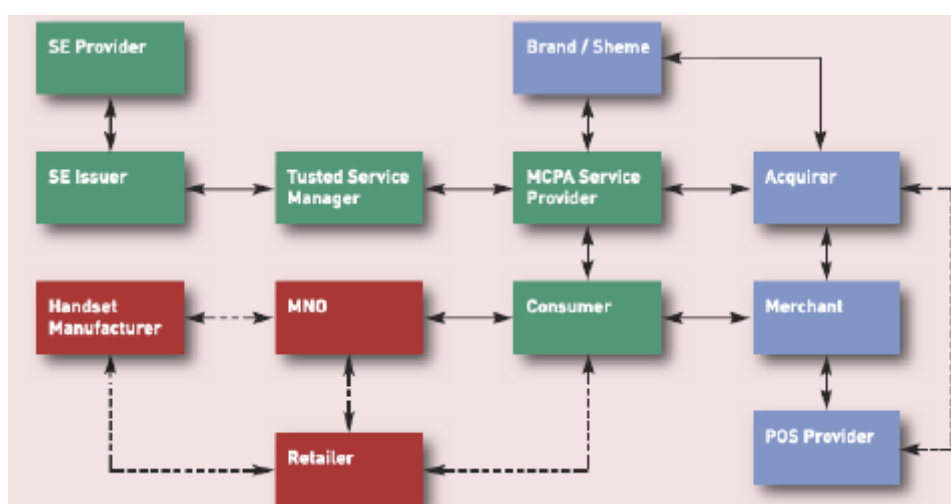 SE Provider
Brand / Sheme
SE Issuer
Tusted Service
Manager
MCPA Service
Provider
Acquirer
Handset
Manufacturer
MNO
Consumer
Merchant
Retailer
POS Provider